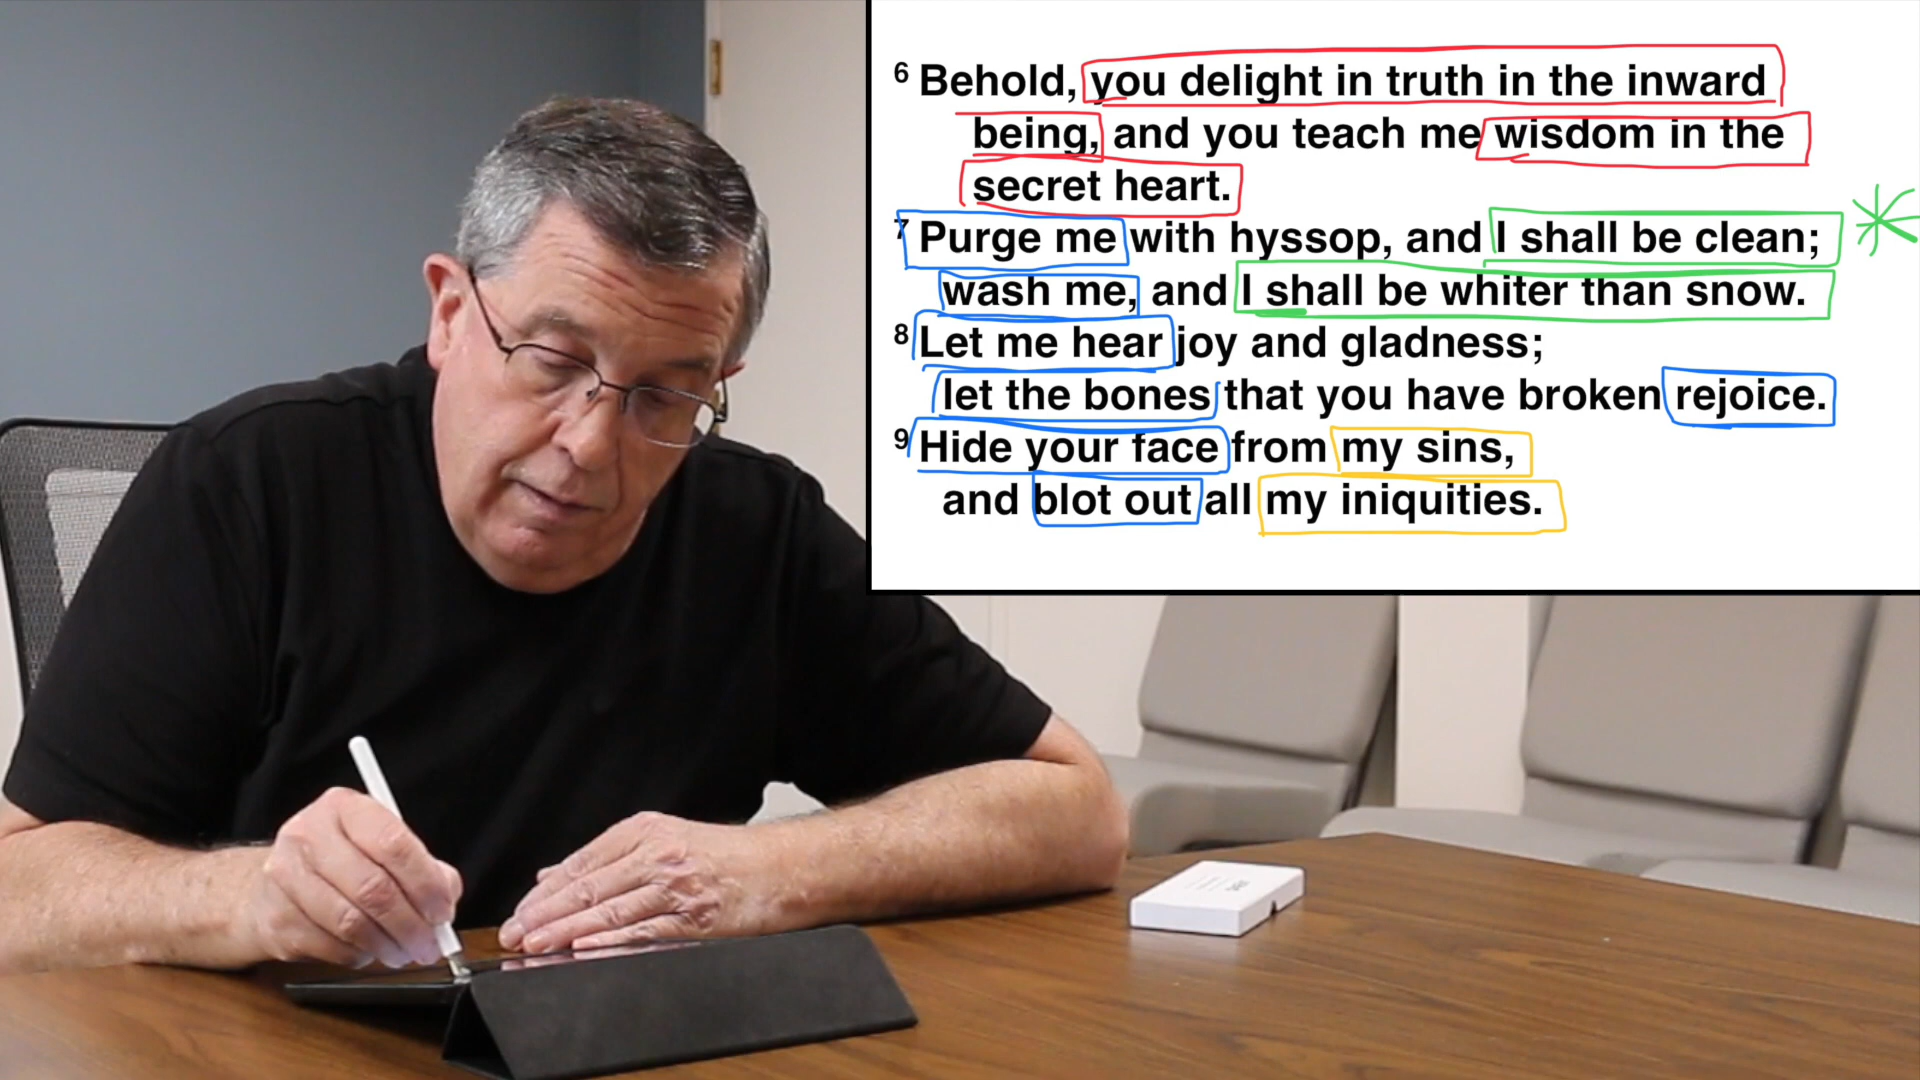 6 Behold, you delight in truth in the inward
being, and you teach me wisdom in the
secret heart.
7 Purge me with hyssop, and I shall be clean;
wash me, and I shall be whiter than snow.
8 Let me hear joy and gladness;
let the bones that you have broken rejoice.
9 Hide your face from my sins,
and blot out all my iniquities.